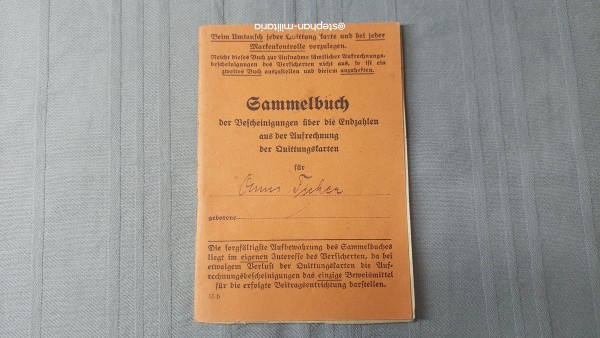 ©stephan-militaria
Beim Umtausch jeder Quittungskarte und bei jeder
Markenkontrolle vorzulegen.
Reicht dieses Buch zur Aufnahme sämtlicher Aufrechnungs-
bescheinigungen des Versicherten nicht aus, so ist ein
zweites Buch auszustellen und diesem anzuheften.
Sammelbuch
der Bescheinigungen über die Endzahlen
aus der Aufrechnung
der Quittungskarten
für
geborene
Die sorgfältigste Aufbewahrung des Sammelbuches
liegt im eigenen Interesse des Versicherten, da bei
etwaigem Verlust der Quittungskarten die Auf-
rechnungsbescheinigungen das einzige Beweismittel
für die erfolgte Beitragsentrichtung darstellen.